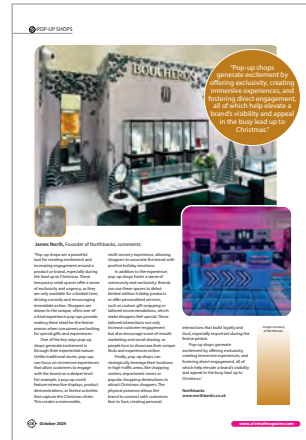 POP-UP SHOPS
BOUCHERON
"Pop-up shops
generate excitement by
offering exclusivity, creating
immersive experiences, and
fostering direct engagement,
all of which help elevate a
brand's visibility and appeal
in the busy lead up to
Christmas."
James North, Founder of Northbanks, comments:
"Pop-up shops are a powerful
tool for creating excitement and
increasing engagement around a
product or brand, especially during
the lead up to Christmas. These
temporary retail spaces offer a sense
of exclusivity and urgency, as they
are only available for a limited time,
driving curiosity and encouraging
immediate action. Shoppers are
drawn to the unique, often one-of-
a-kind experience pop-ups provide,
making them ideal for the festive
season when consumers are looking
for special gifts and experiences.
One of the key ways pop-up
shops generate excitement is
through their experiential nature.
Unlike traditional stores, pop-ups
can focus on immersive experiences
that allow customers to engage
with the brand on a deeper level.
For example, a pop-up could
feature interactive displays, product
demonstrations, or festive activities
that capture the Christmas cheer.
This creates a memorable,
multi-sensory experience, allowing
shoppers to associate the brand with
positive holiday emotions.
In addition to the experience,
pop-up shops foster a sense of
community and exclusivity. Brands
can use these spaces to debut
limited-edition holiday products
or offer personalized services,
such as custom gift wrapping or
tailored recommendations, which
make shoppers feel special. These
tailored interactions not only
increase customer engagement
but also encourage word-of-mouth
marketing and social sharing, as
people love to showcase their unique
finds and experiences online.
Finally, pop-up shops can
strategically leverage their locations
in high-traffic areas, like shopping
centers, department stores or
popular shopping destinations to
attract Christmas shoppers. The
physical presence allows the
brand to connect with customers
face to face, creating personal
interactions that build loyalty and
trust, especially important during the
festive period.
Pop-up shops generate
excitement by offering exclusivity,
creating immersive experiences, and
fostering direct engagement, all of
which help elevate a brand's visibility
and appeal in the busy lead up to
Christmas."
Northbanks
www.northbanks.co.uk
Images courtesy
of Northbanks.
October 2024
www.a1retailmagazine.com